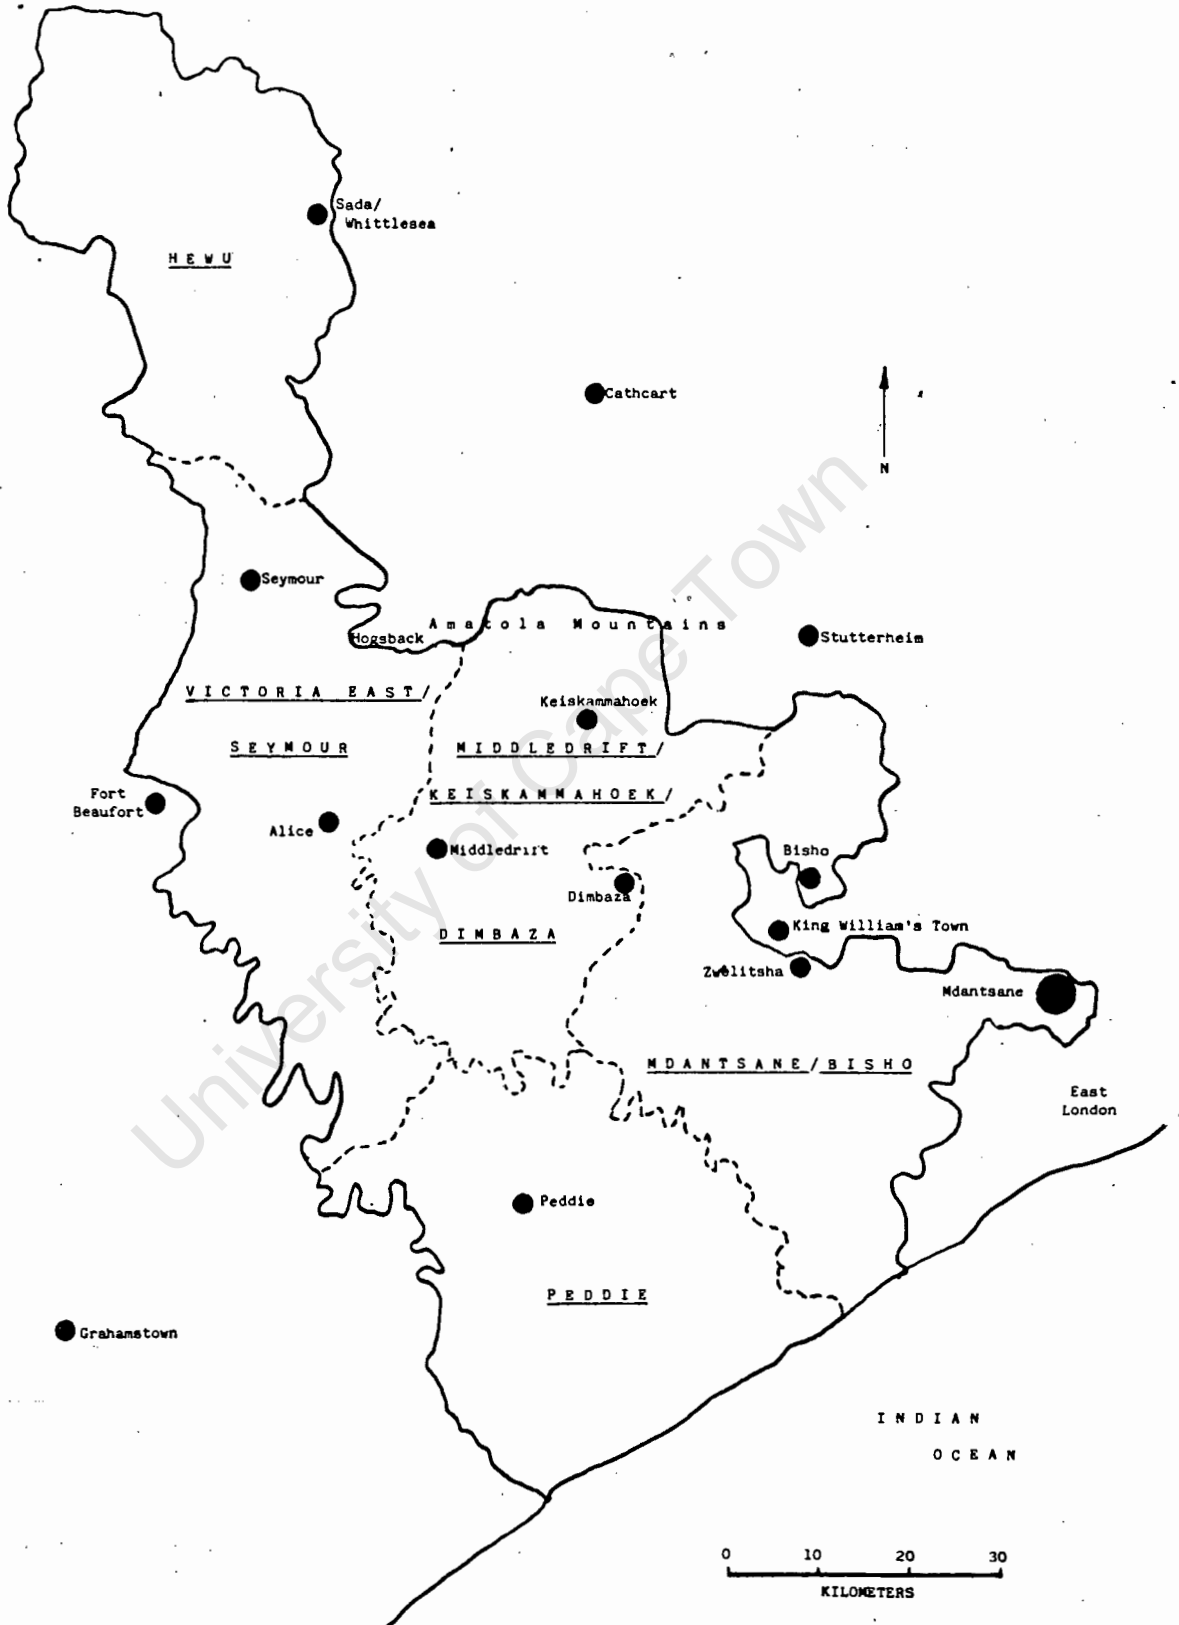 Sada/
Whittlesea
HEWU
Cathcart
N
Seymour
Amatola Mountains
Hogsback
Stutterheim
VICTORIA EAST/
SEYMOUR
Keiskammahoek
MIDDLEDRIFT/
KEISKAMMAHOEK/
DIMBAZA
Fort
Beaufort
Alice
Middledrift
Bisho
Dimbaza
King William's Town
Zwelitsha
Mdantsane
MDANTSANE/BISHO
East
London
Peddie
PEDDIE
Grahamstown
INDIAN
OCEAN
0 10 20 30
KILOMETERS
University of Cape Town